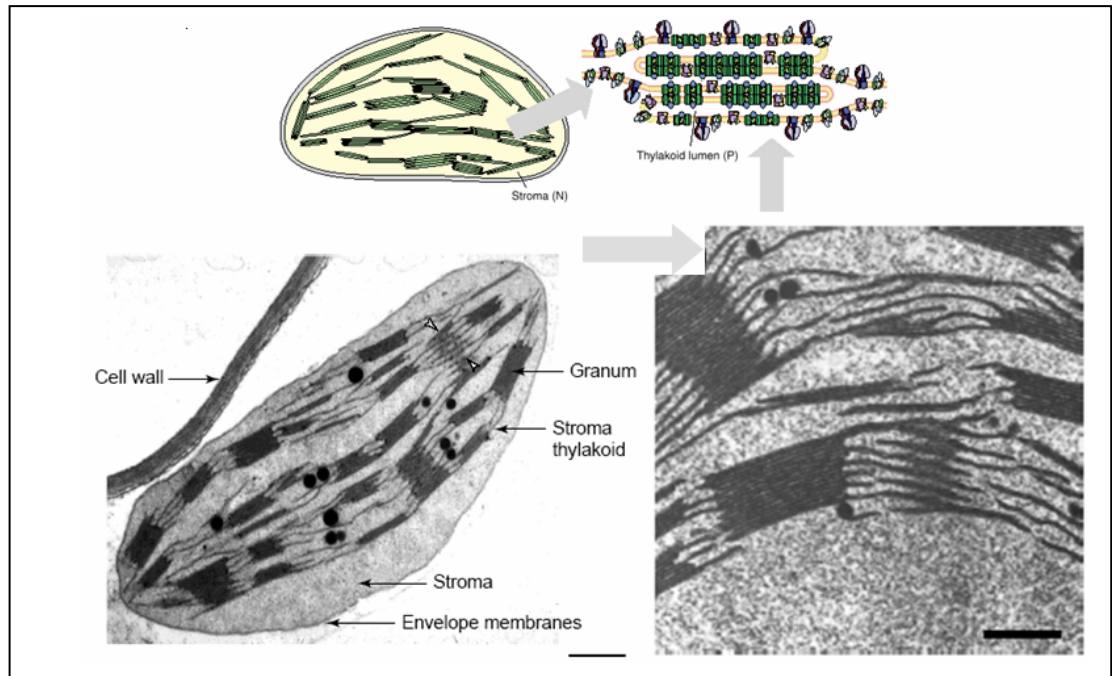 Thylakoid lumen (P)
Stroma (N)
Cell wall
Granum
Stroma
thylakoid
Stroma
Envelope membranes